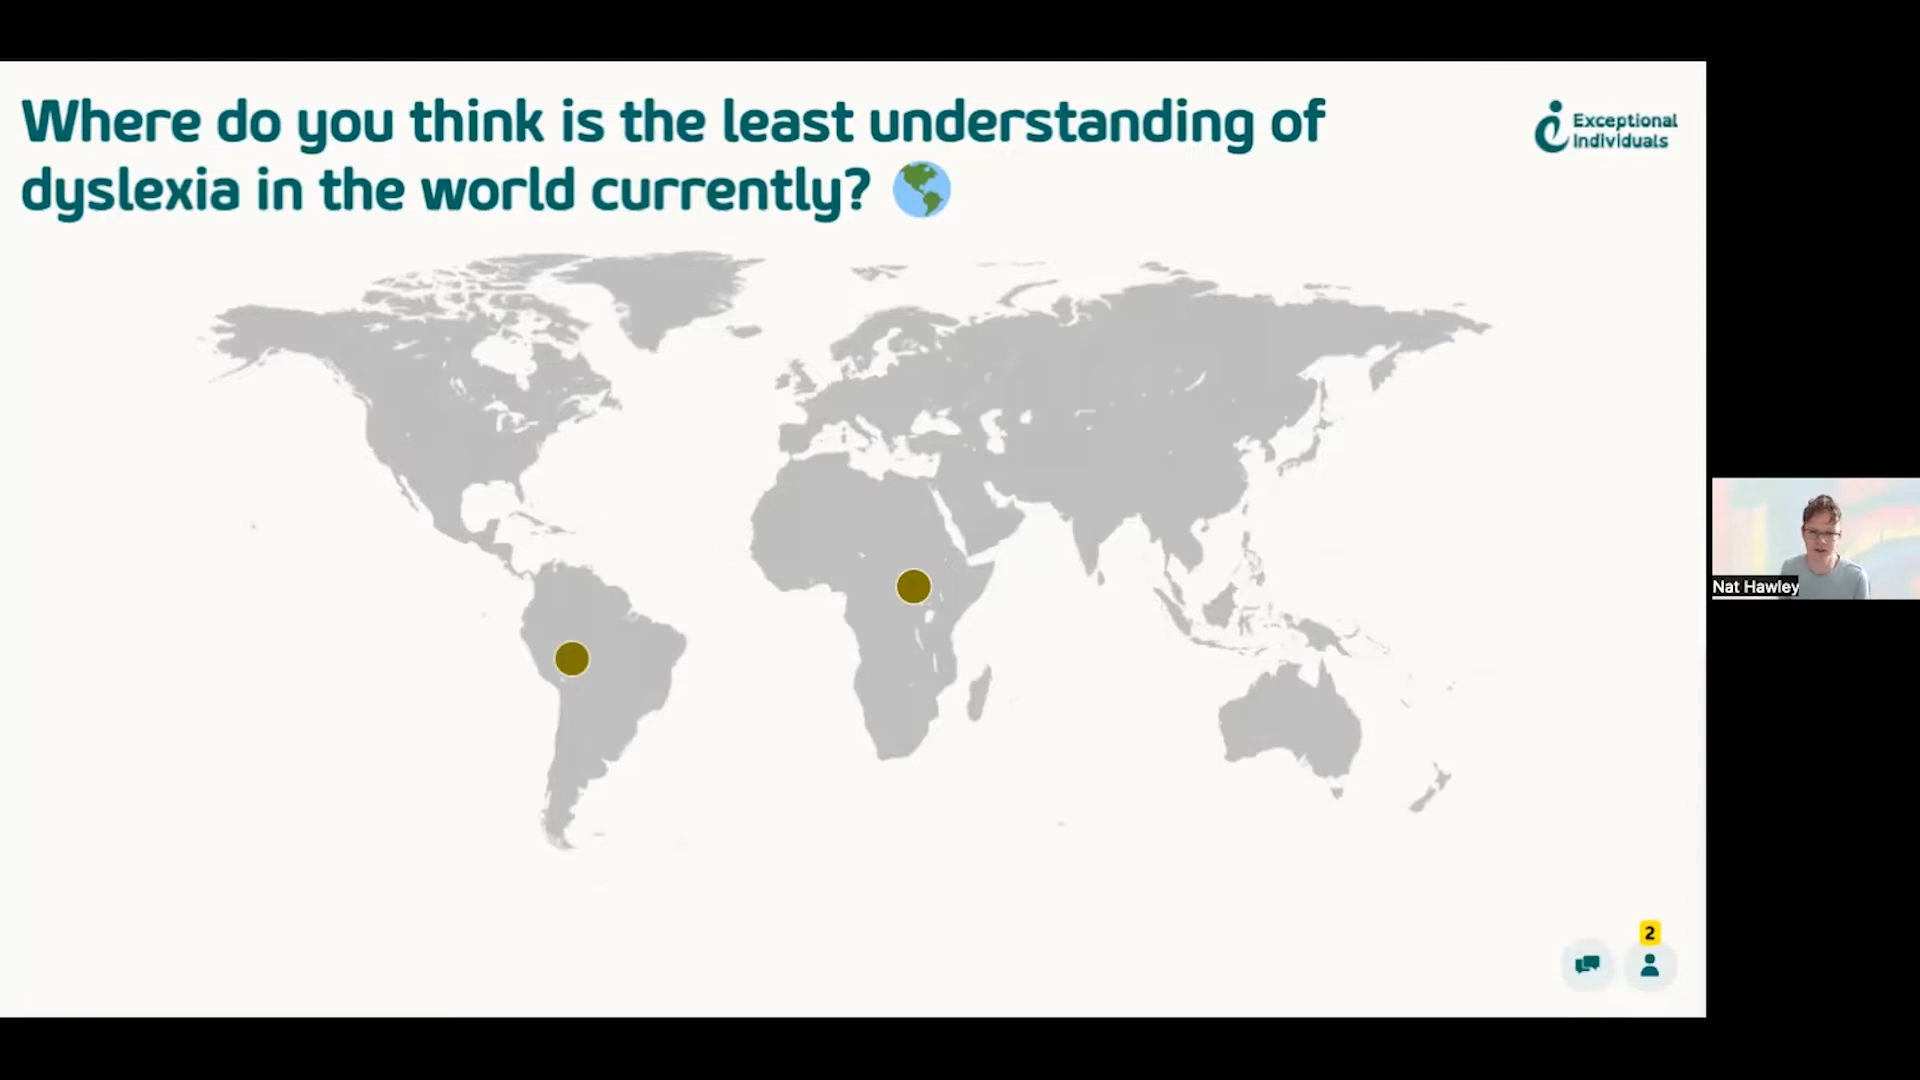 Where do you think is the least understanding of
dyslexia in the world currently?
Exceptional
Individuals
Nat Hawley
2